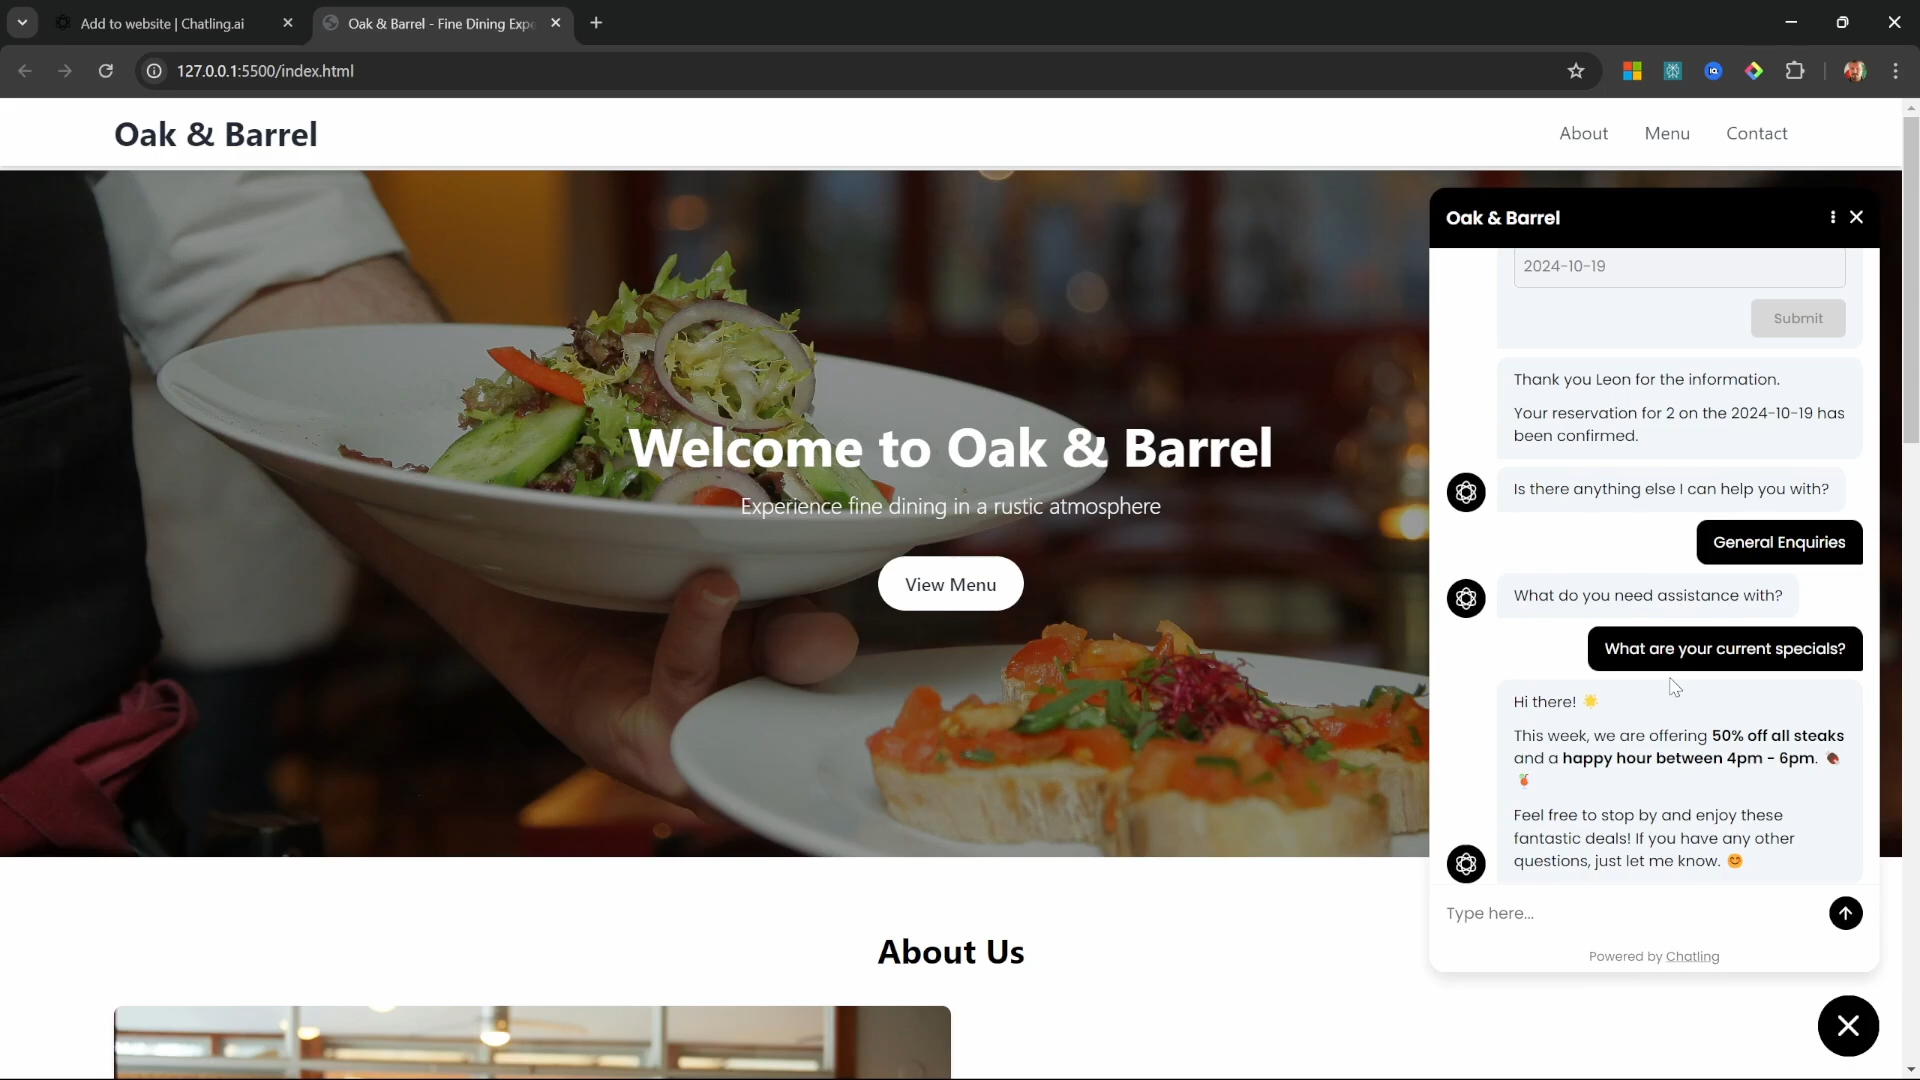 Add to website | Chatling.ai
Oak & Barrel - Fine Dining Expe
127.0.0.1:5500/index.html
Oak & Barrel
About
Menu
Contact
Welcome to Oak & Barrel
Experience fine dining in a rustic atmosphere
View Menu
About Us
Oak & Barrel
2024-10-19
Submit
Thank you Leon for the information.
Your reservation for 2 on the 2024-10-19 has
been confirmed.
Is there anything else I can help you with?
General Enquiries
What do you need assistance with?
What are your current specials?
Hi there! 🌟
This week, we are offering 50% off all steaks
and a happy hour between 4pm - 6pm. 🍖
🍹
Feel free to stop by and enjoy these
fantastic deals! If you have any other
questions, just let me know. 😊
Type here...
Powered by Chatling